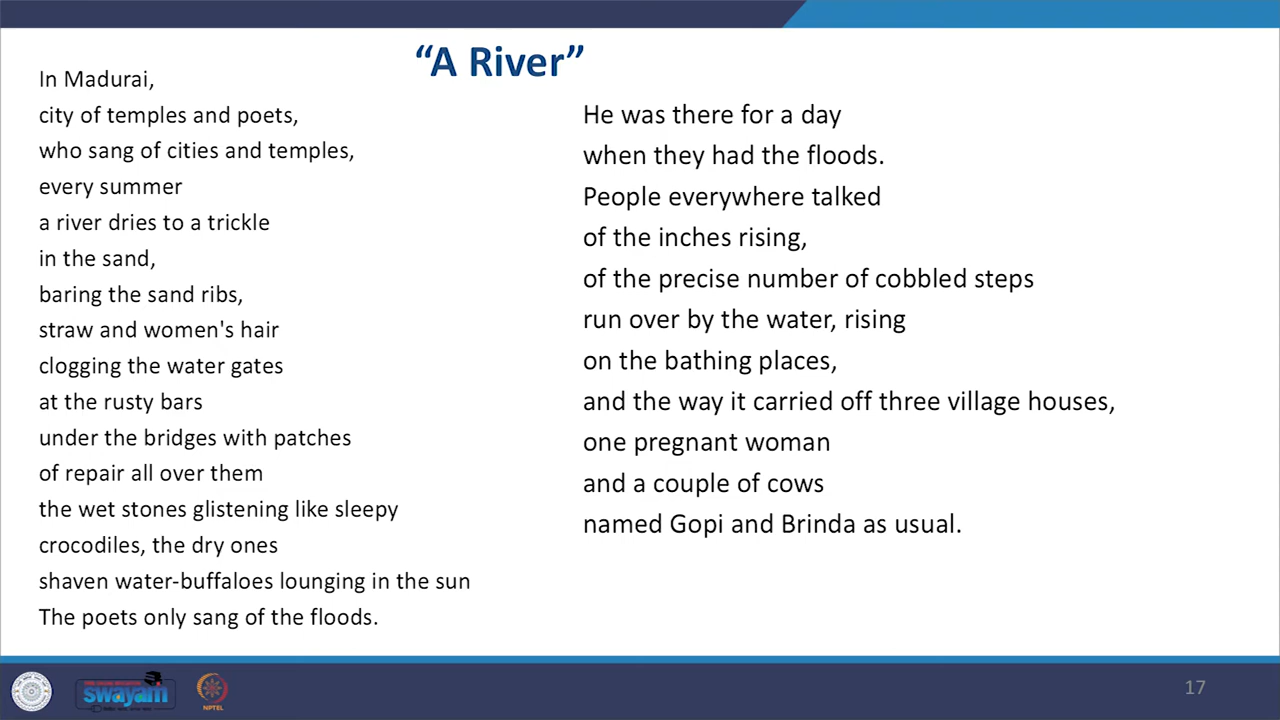 “A River”
In Madurai,
city of temples and poets,
who sang of cities and temples,
every summer
a river dries to a trickle
in the sand,
baring the sand ribs,
straw and women's hair
clogging the water gates
at the rusty bars
under the bridges with patches
of repair all over them
the wet stones glistening like sleepy
crocodiles, the dry ones
shaven water-buffaloes lounging in the sun
The poets only sang of the floods.
He was there for a day
when they had the floods.
People everywhere talked
of the inches rising,
of the precise number of cobbled steps
run over by the water, rising
on the bathing places,
and the way it carried off three village houses,
one pregnant woman
and a couple of cows
named Gopi and Brinda as usual.
swayam
NPTEL
17